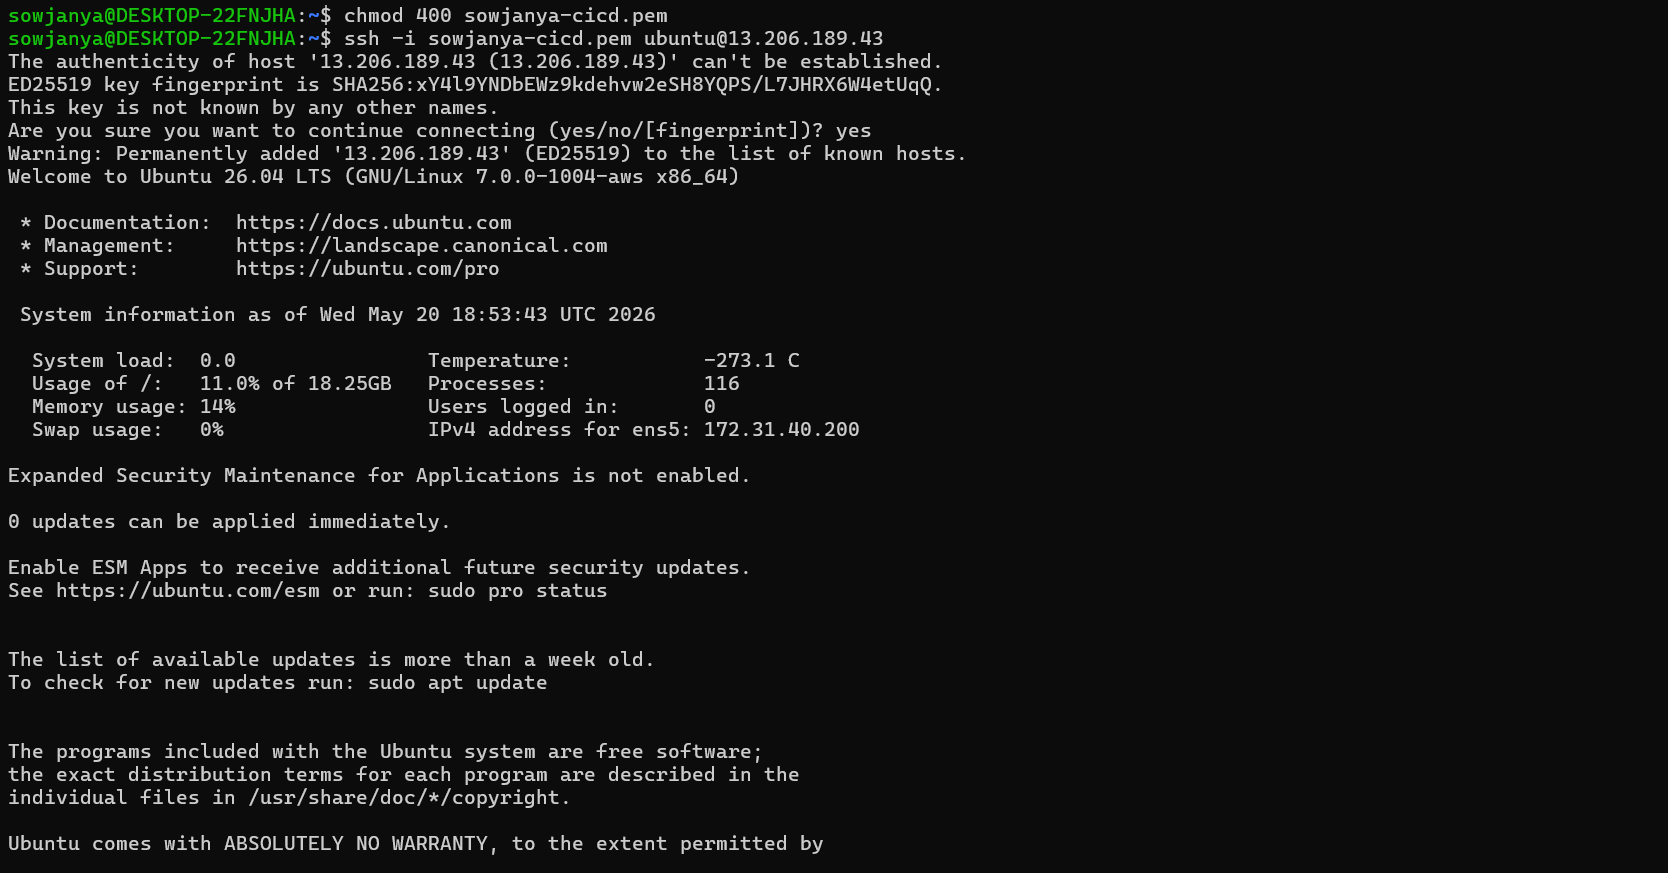 sowjanya@DESKTOP-22FNJHA:~$ chmod 400 sowjanya-cicd.pem
sowjanya@DESKTOP-22FNJHA:~$ ssh -i sowjanya-cicd.pem ubuntu@13.206.189.43
The authenticity of host '13.206.189.43 (13.206.189.43)' can't be established.
ED25519 key fingerprint is SHA256:xY4l9YNDbEWz9kdehvw2eSH8YQPS/L7JHRX6W4etUqQ.
This key is not known by any other names.
Are you sure you want to continue connecting (yes/no/[fingerprint])? yes
Warning: Permanently added '13.206.189.43' (ED25519) to the list of known hosts.
Welcome to Ubuntu 26.04 LTS (GNU/Linux 7.0.0-1004-aws x86_64)

 * Documentation:  https://docs.ubuntu.com
 * Management:     https://landscape.canonical.com
 * Support:        https://ubuntu.com/pro

 System information as of Wed May 20 18:53:43 UTC 2026

  System load:  0.0                Temperature:           -273.1 C
  Usage of /:   11.0% of 18.25GB   Processes:             116
  Memory usage: 14%                Users logged in:       0
  Swap usage:   0%                 IPv4 address for ens5: 172.31.40.200

Expanded Security Maintenance for Applications is not enabled.

0 updates can be applied immediately.

Enable ESM Apps to receive additional future security updates.
See https://ubuntu.com/esm or run: sudo pro status


The list of available updates is more than a week old.
To check for new updates run: sudo apt update


The programs included with the Ubuntu system are free software;
the exact distribution terms for each program are described in the
individual files in /usr/share/doc/*/copyright.

Ubuntu comes with ABSOLUTELY NO WARRANTY, to the extent permitted by